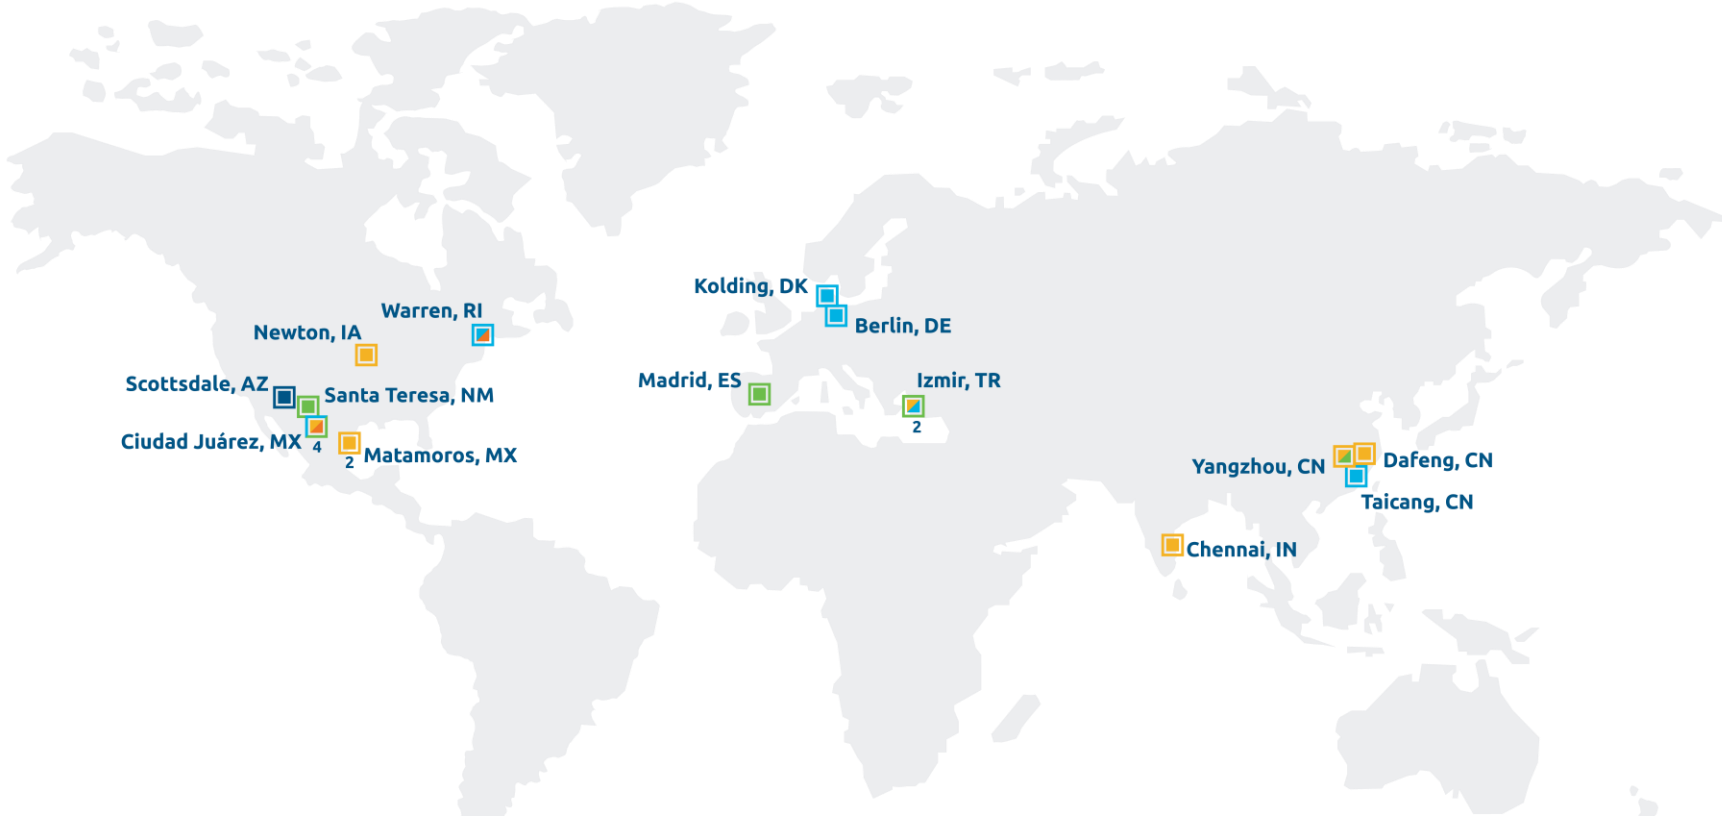 Kolding, DK
Berlin, DE
Warren, RI
Newton, IA
Scottsdale, AZ
Santa Teresa, NM
Ciudad Juárez, MX
4
2
Matamoros, MX
Madrid, ES
Izmir, TR
2
Yangzhou, CN
Dafeng, CN
Taicang, CN
Chennai, IN